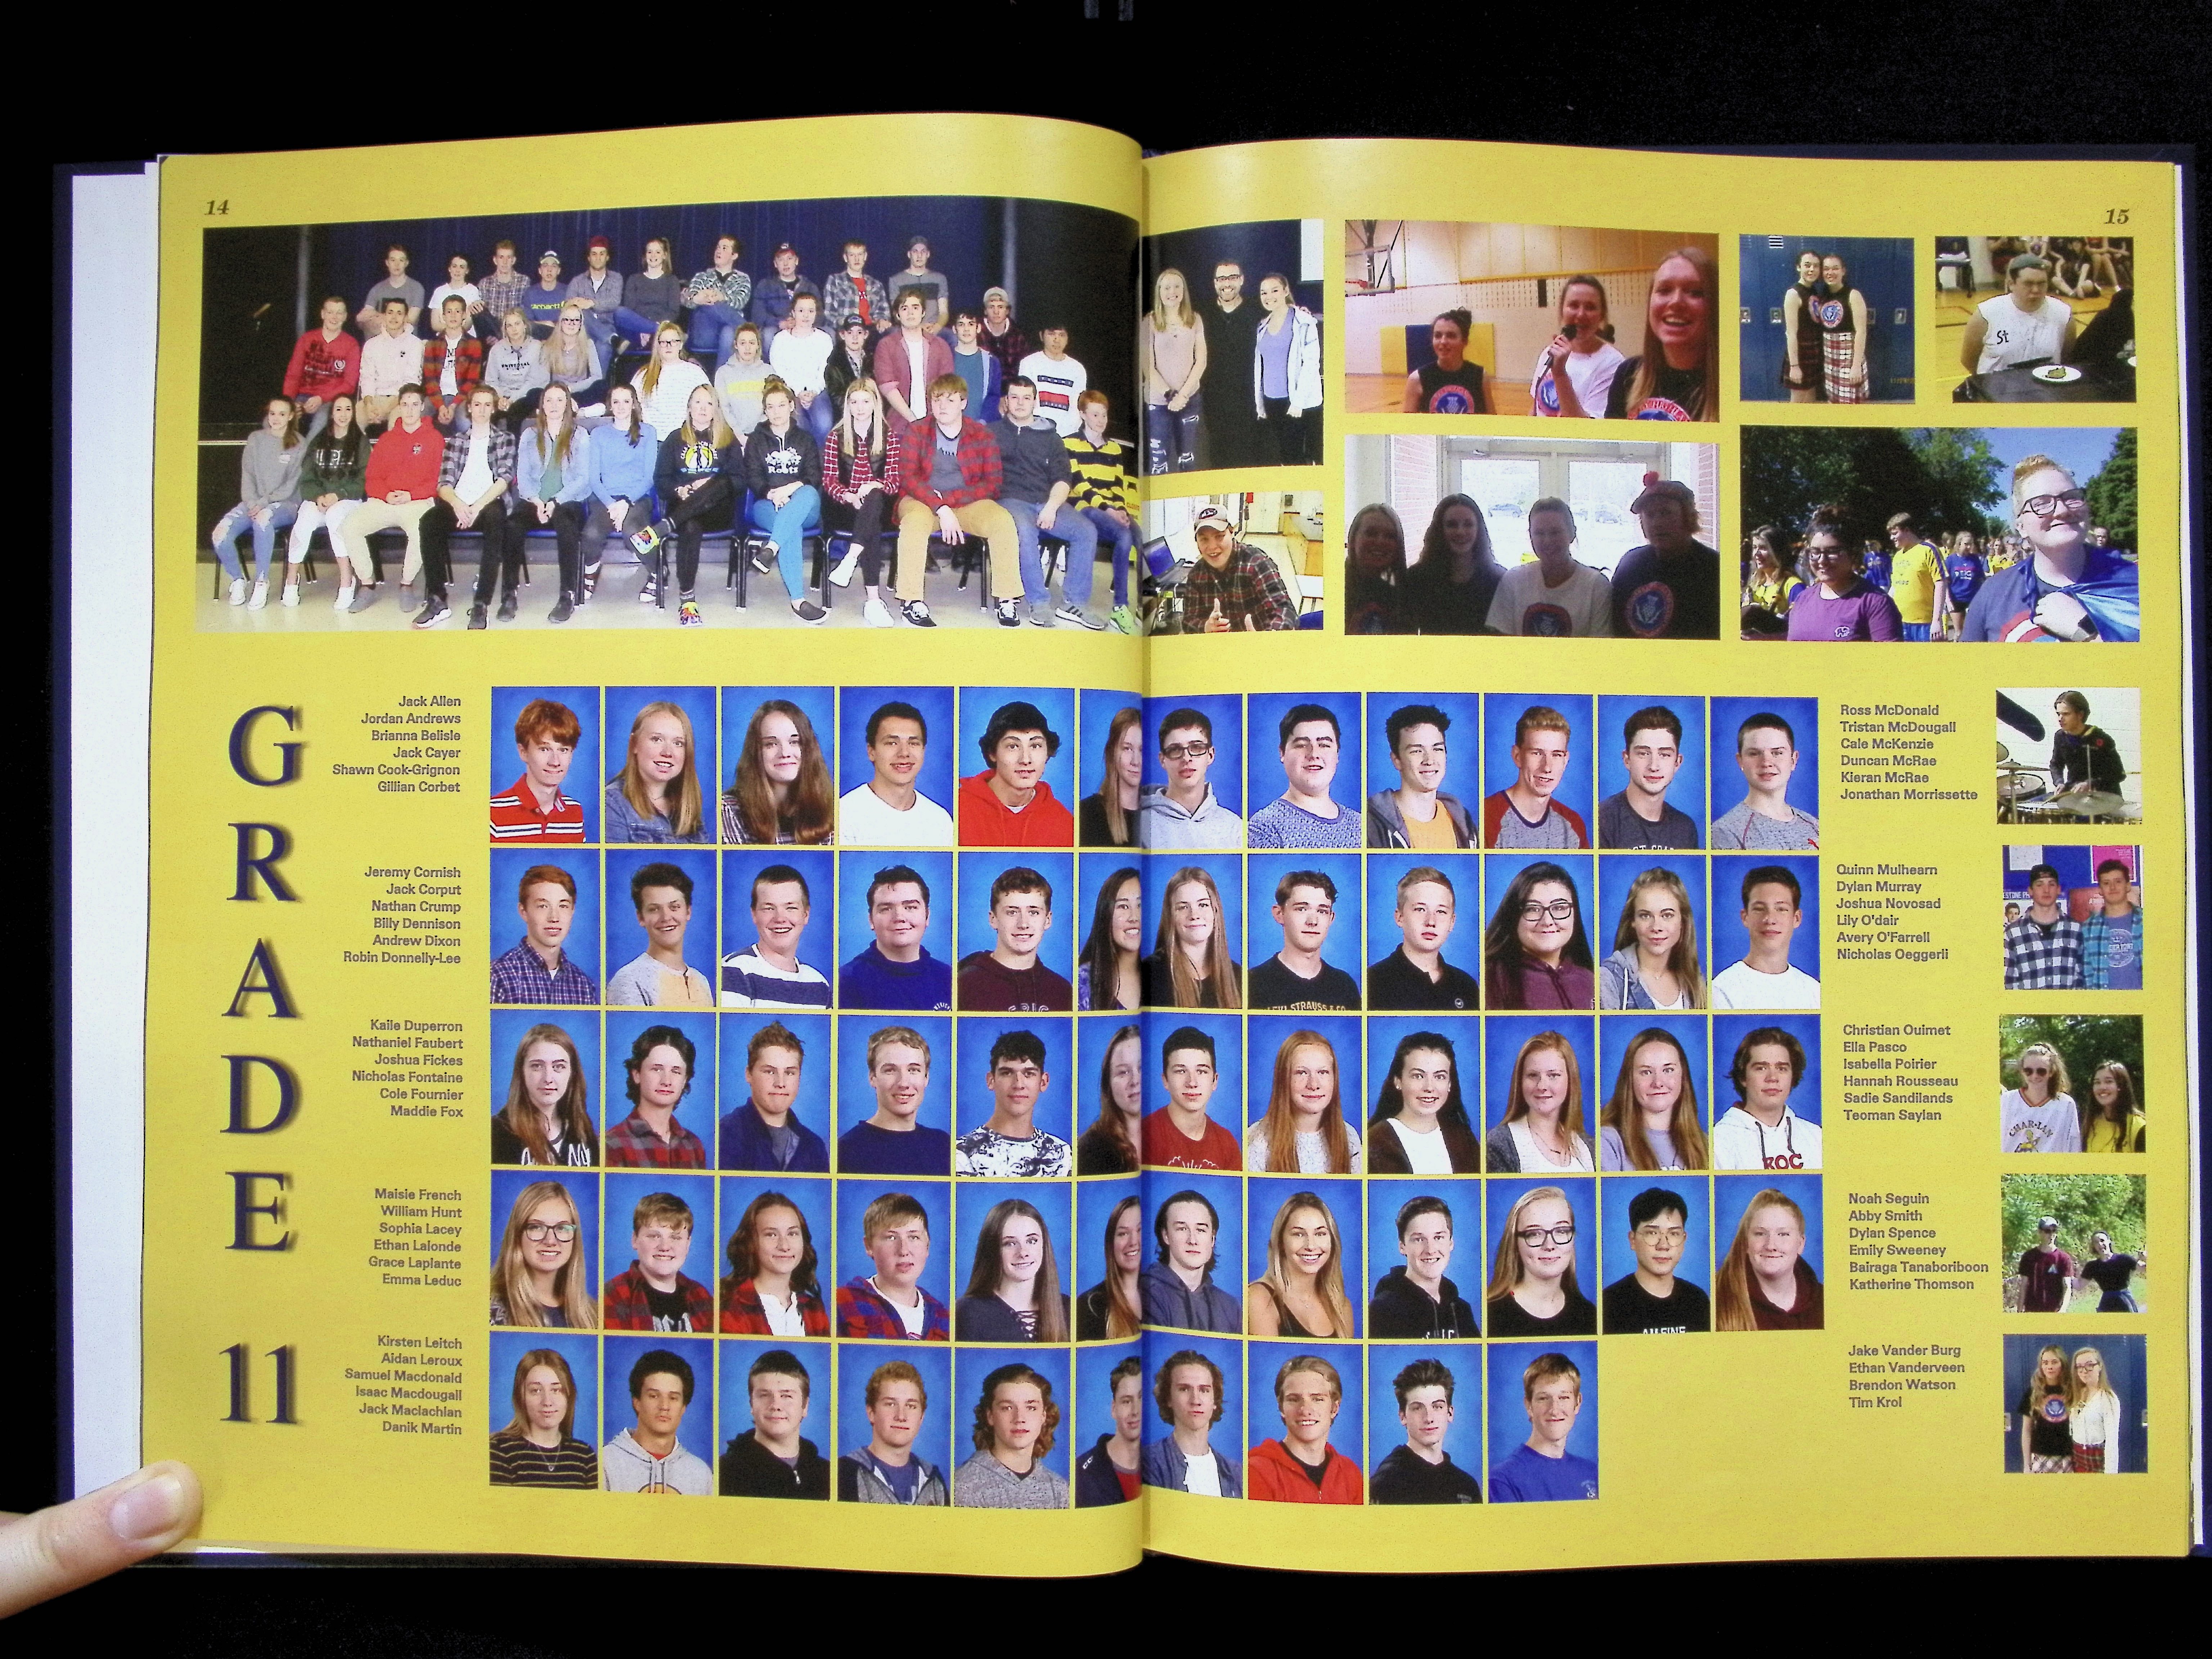 14
15
Roots
St
GRADE
11
Jack Allen
Jordan Andrews
Brianna Belisle
Jack Cayer
Shawn Cook-Grignon
Gillian Corbet
Jeremy Cornish
Jack Corput
Nathan Crump
Billy Dennison
Andrew Dixon
Robin Donnelly-Lee
Kaile Duperron
Nathaniel Faubert
Joshua Fickes
Nicholas Fontaine
Cole Fournier
Maddie Fox
Maisie French
William Hunt
Sophia Lacey
Ethan Lalonde
Grace Laplante
Emma Leduc
Kirsten Leitch
Aidan Leroux
Samuel Macdonald
Isaac Macdougall
Jack Maclachlan
Danik Martin
Ross McDonald
Tristan McDougall
Cale McKenzie
Duncan McRae
Kieran McRae
Jonathan Morrissette
Quinn Mulhearn
Dylan Murray
Joshua Novosad
Lily O'dair
Avery O'Farrell
Nicholas Oeggerli
Christian Ouimet
Ella Pasco
Isabella Poirier
Hannah Rousseau
Sadie Sandilands
Teoman Saylan
Noah Seguin
Abby Smith
Dylan Spence
Emily Sweeney
Bairaga Tanaboriboon
Katherine Thomson
Jake Vander Burg
Ethan Vanderveen
Brendon Watson
Tim Krol